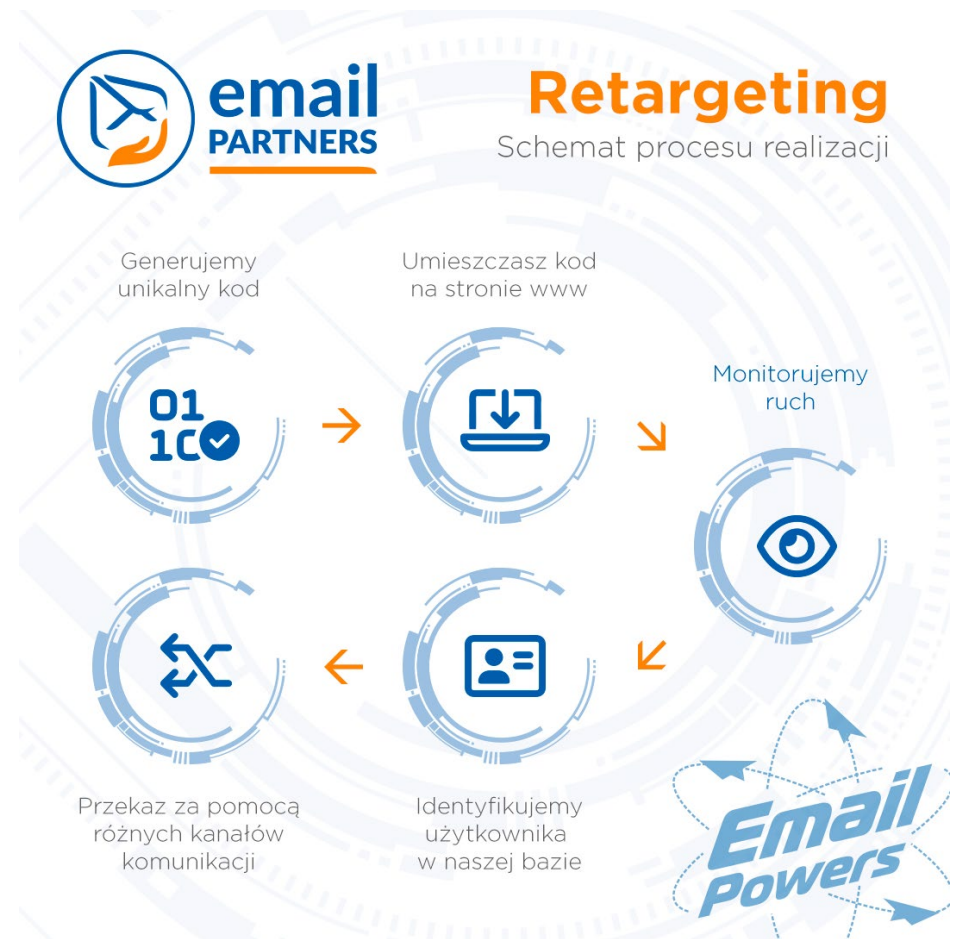 email
PARTNERS
Retargeting
Schemat procesu realizacji
Generujemy
unikalny kod
Umieszczasz kod
na stronie www
Monitorujemy
ruch
01
10
Przekaz za pomocą
różnych kanałów
komunikacji
Identyfikujemy
użytkownika
w naszej bazie
Email
Powers